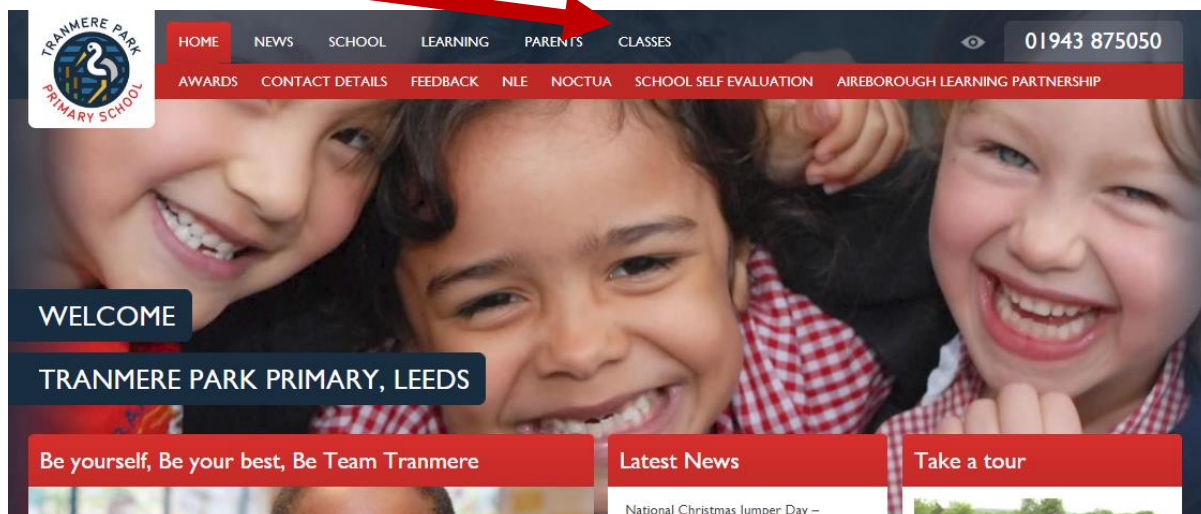 TRANMERE PARK
PRIMARY SCHOOL
HOME NEWS SCHOOL LEARNING PARENTS CLASSES 01943 875050
AWARDS CONTACT DETAILS FEEDBACK NLE NOCTUA SCHOOL SELF EVALUATION AIREBOROUGH LEARNING PARTNERSHIP
WELCOME
TRANMERE PARK PRIMARY, LEEDS
Be yourself, Be your best, Be Team Tranmere
Latest News
Take a tour
National Christmas Jumper Day –